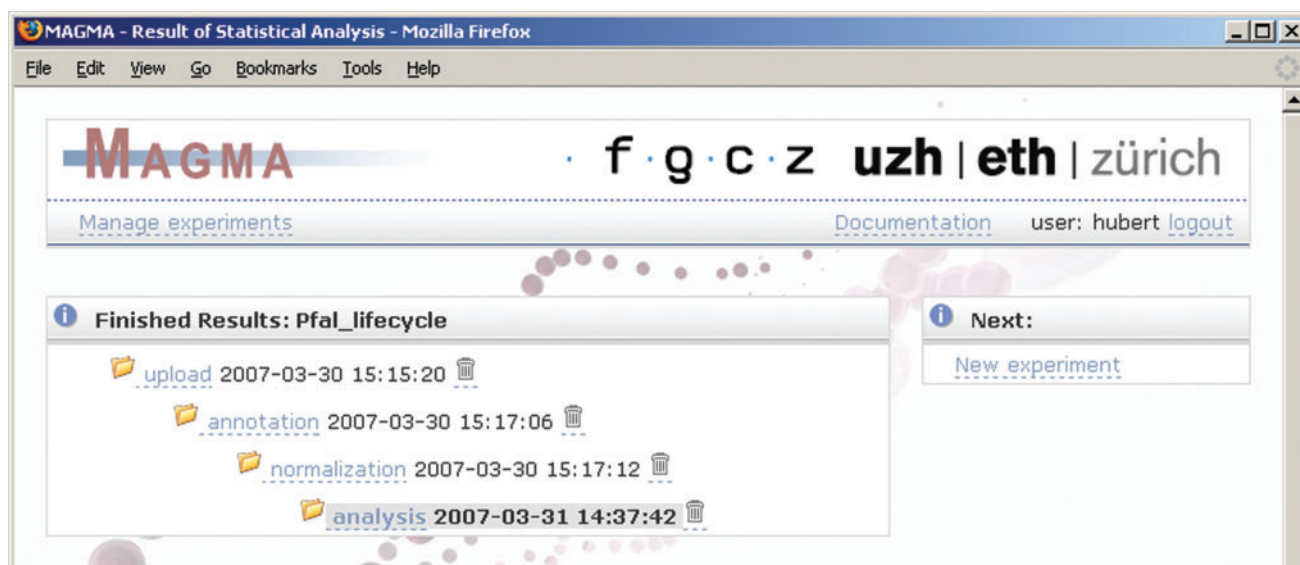 MAGMA - Result of Statistical Analysis - Mozilla Firefox
File Edit View Go Bookmarks Tools Help
MAGMA · f · g · c · z uzh | eth | zürich
Manage experiments Documentation user: hubert logout
Finished Results: Pfal_lifecycle
upload 2007-03-30 15:15:20
annotation 2007-03-30 15:17:06
normalization 2007-03-30 15:17:12
analysis 2007-03-31 14:37:42
Next:
New experiment